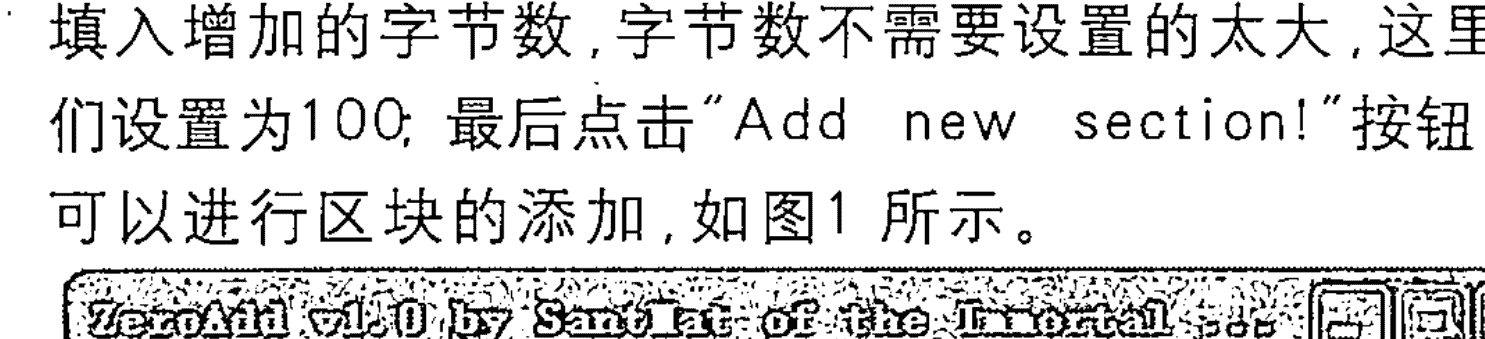 填入增加的字节数,字节数不需要设置的太大,这里
们设置为100; 最后点击"Add new section!"按钮
可以进行区块的添加,如图1 所示。
ZeroAdd v1.0 by SantMat of the Immortal ...